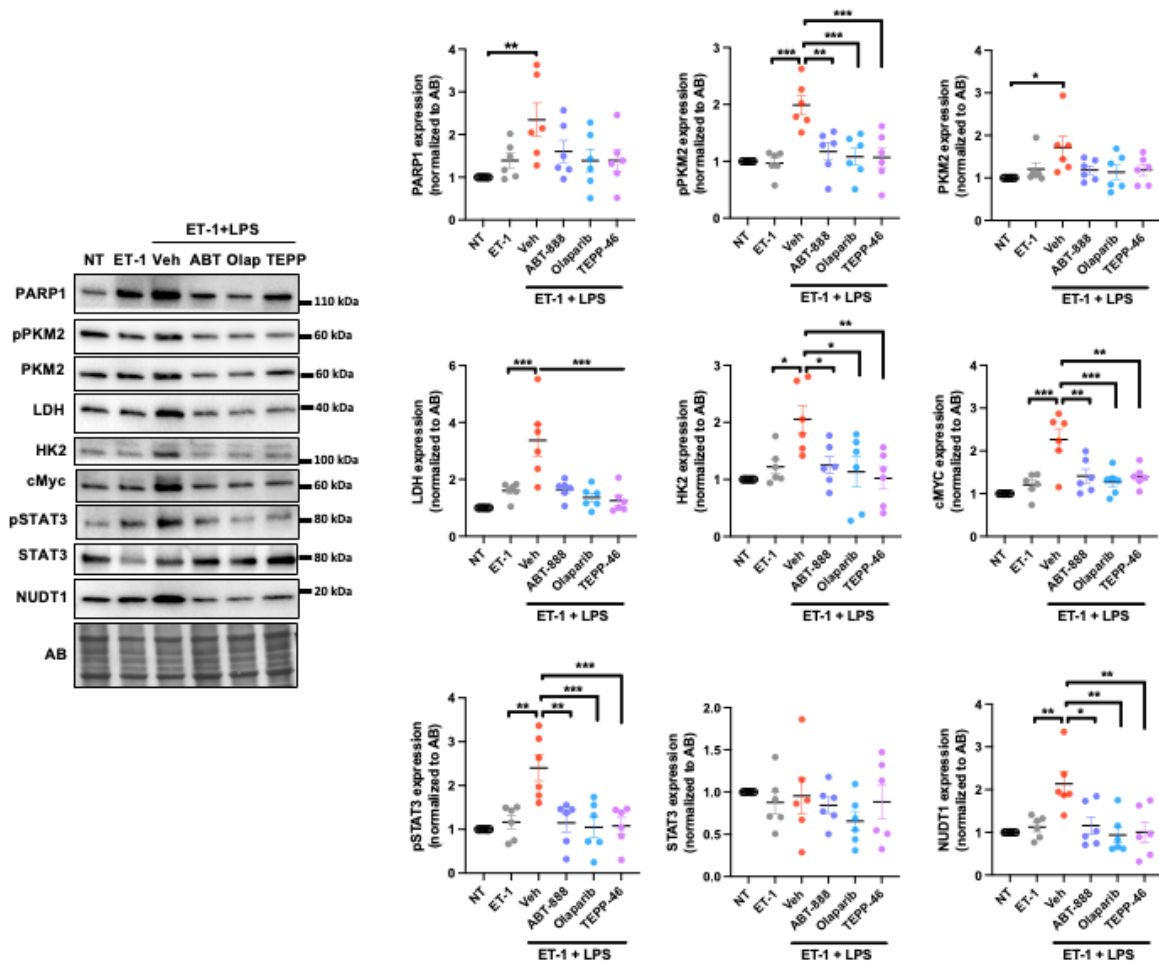 ET-1+LPS
NT ET-1 Veh ABT Olap TEPP
PARP1
110 kDa
pPKM2
60 kDa
PKM2
60 kDa
LDH
40 kDa
HK2
100 kDa
cMyc
60 kDa
pSTAT3
80 kDa
STAT3
80 kDa
NUDT1
20 kDa
AB
PARP1 expression
(normalized to AB)
4
3
2
1
0
**
NT
ET-1
Veh
ABT-888
Olaparib
TEPP-46
ET-1 + LPS
pPKM2 expression
(normalized to AB)
3
2
1
0
***
***
*** **
NT
ET-1
Veh
ABT-888
Olaparib
TEPP-46
ET-1 + LPS
PKM2 expression
(normalized to AB)
4
3
2
1
0
*
NT
ET-1
Veh
ABT-888
Olaparib
TEPP-46
ET-1 + LPS
LDH expression
(normalized to AB)
6
4
2
0
*** ***
NT
ET-1
Veh
ABT-888
Olaparib
TEPP-46
ET-1 + LPS
HK2 expression
(normalized to AB)
3
2
1
0
**
*
* *
NT
ET-1
Veh
ABT-888
Olaparib
TEPP-46
ET-1 + LPS
cMYC expression
(normalized to AB)
4
3
2
1
0
**
***
*** **
NT
ET-1
Veh
ABT-888
Olaparib
TEPP-46
ET-1 + LPS
pSTAT3 expression
(normalized to AB)
4
3
2
1
0
***
***
** **
NT
ET-1
Veh
ABT-888
Olaparib
TEPP-46
ET-1 + LPS
STAT3 expression
(normalized to AB)
2.0
1.5
1.0
0.5
0.0
NT
ET-1
Veh
ABT-888
Olaparib
TEPP-46
ET-1 + LPS
NUDT1 expression
(normalized to AB)
4
3
2
1
0
**
**
** *
NT
ET-1
Veh
ABT-888
Olaparib
TEPP-46
ET-1 + LPS